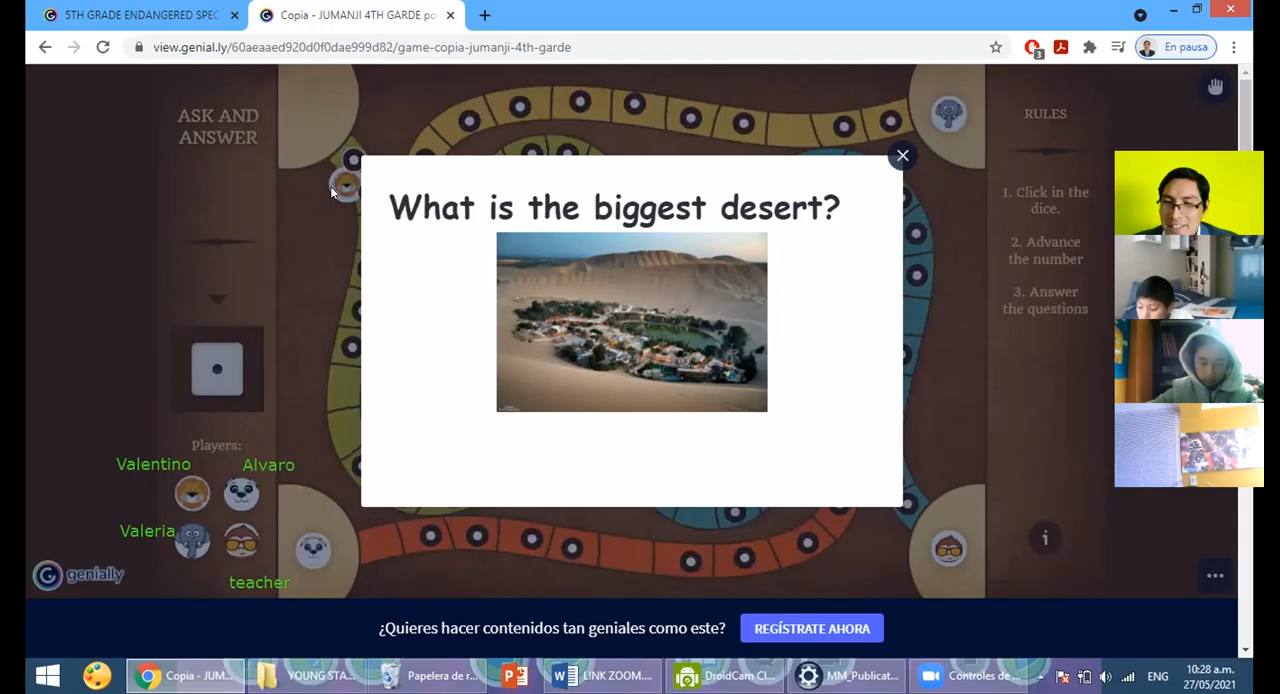 5TH GRADE ENDANGERED SPEC
Copia - JUMANJI 4TH GARDE po
view.genial.ly/60aeaaed920d0f0dae999d82/game-copia-jumanji-4th-garde
3
En pausa
ASK AND
ANSWER
RULES
What is the biggest desert?
1. Click in the
dice.
2. Advance
the number
3. Answer
the questions
Players:
Valentino
Alvaro
Valeria
teacher
genially
¿Quieres hacer contenidos tan geniales como este?
REGÍSTRATE AHORA
Copia - JUM...
YOUNG STA...
Papelera de r...
LINK ZOOM....
DroidCam Cl...
MM_Publicat...
Controles de ...
ENG
10:28 a.m.
27/05/2021